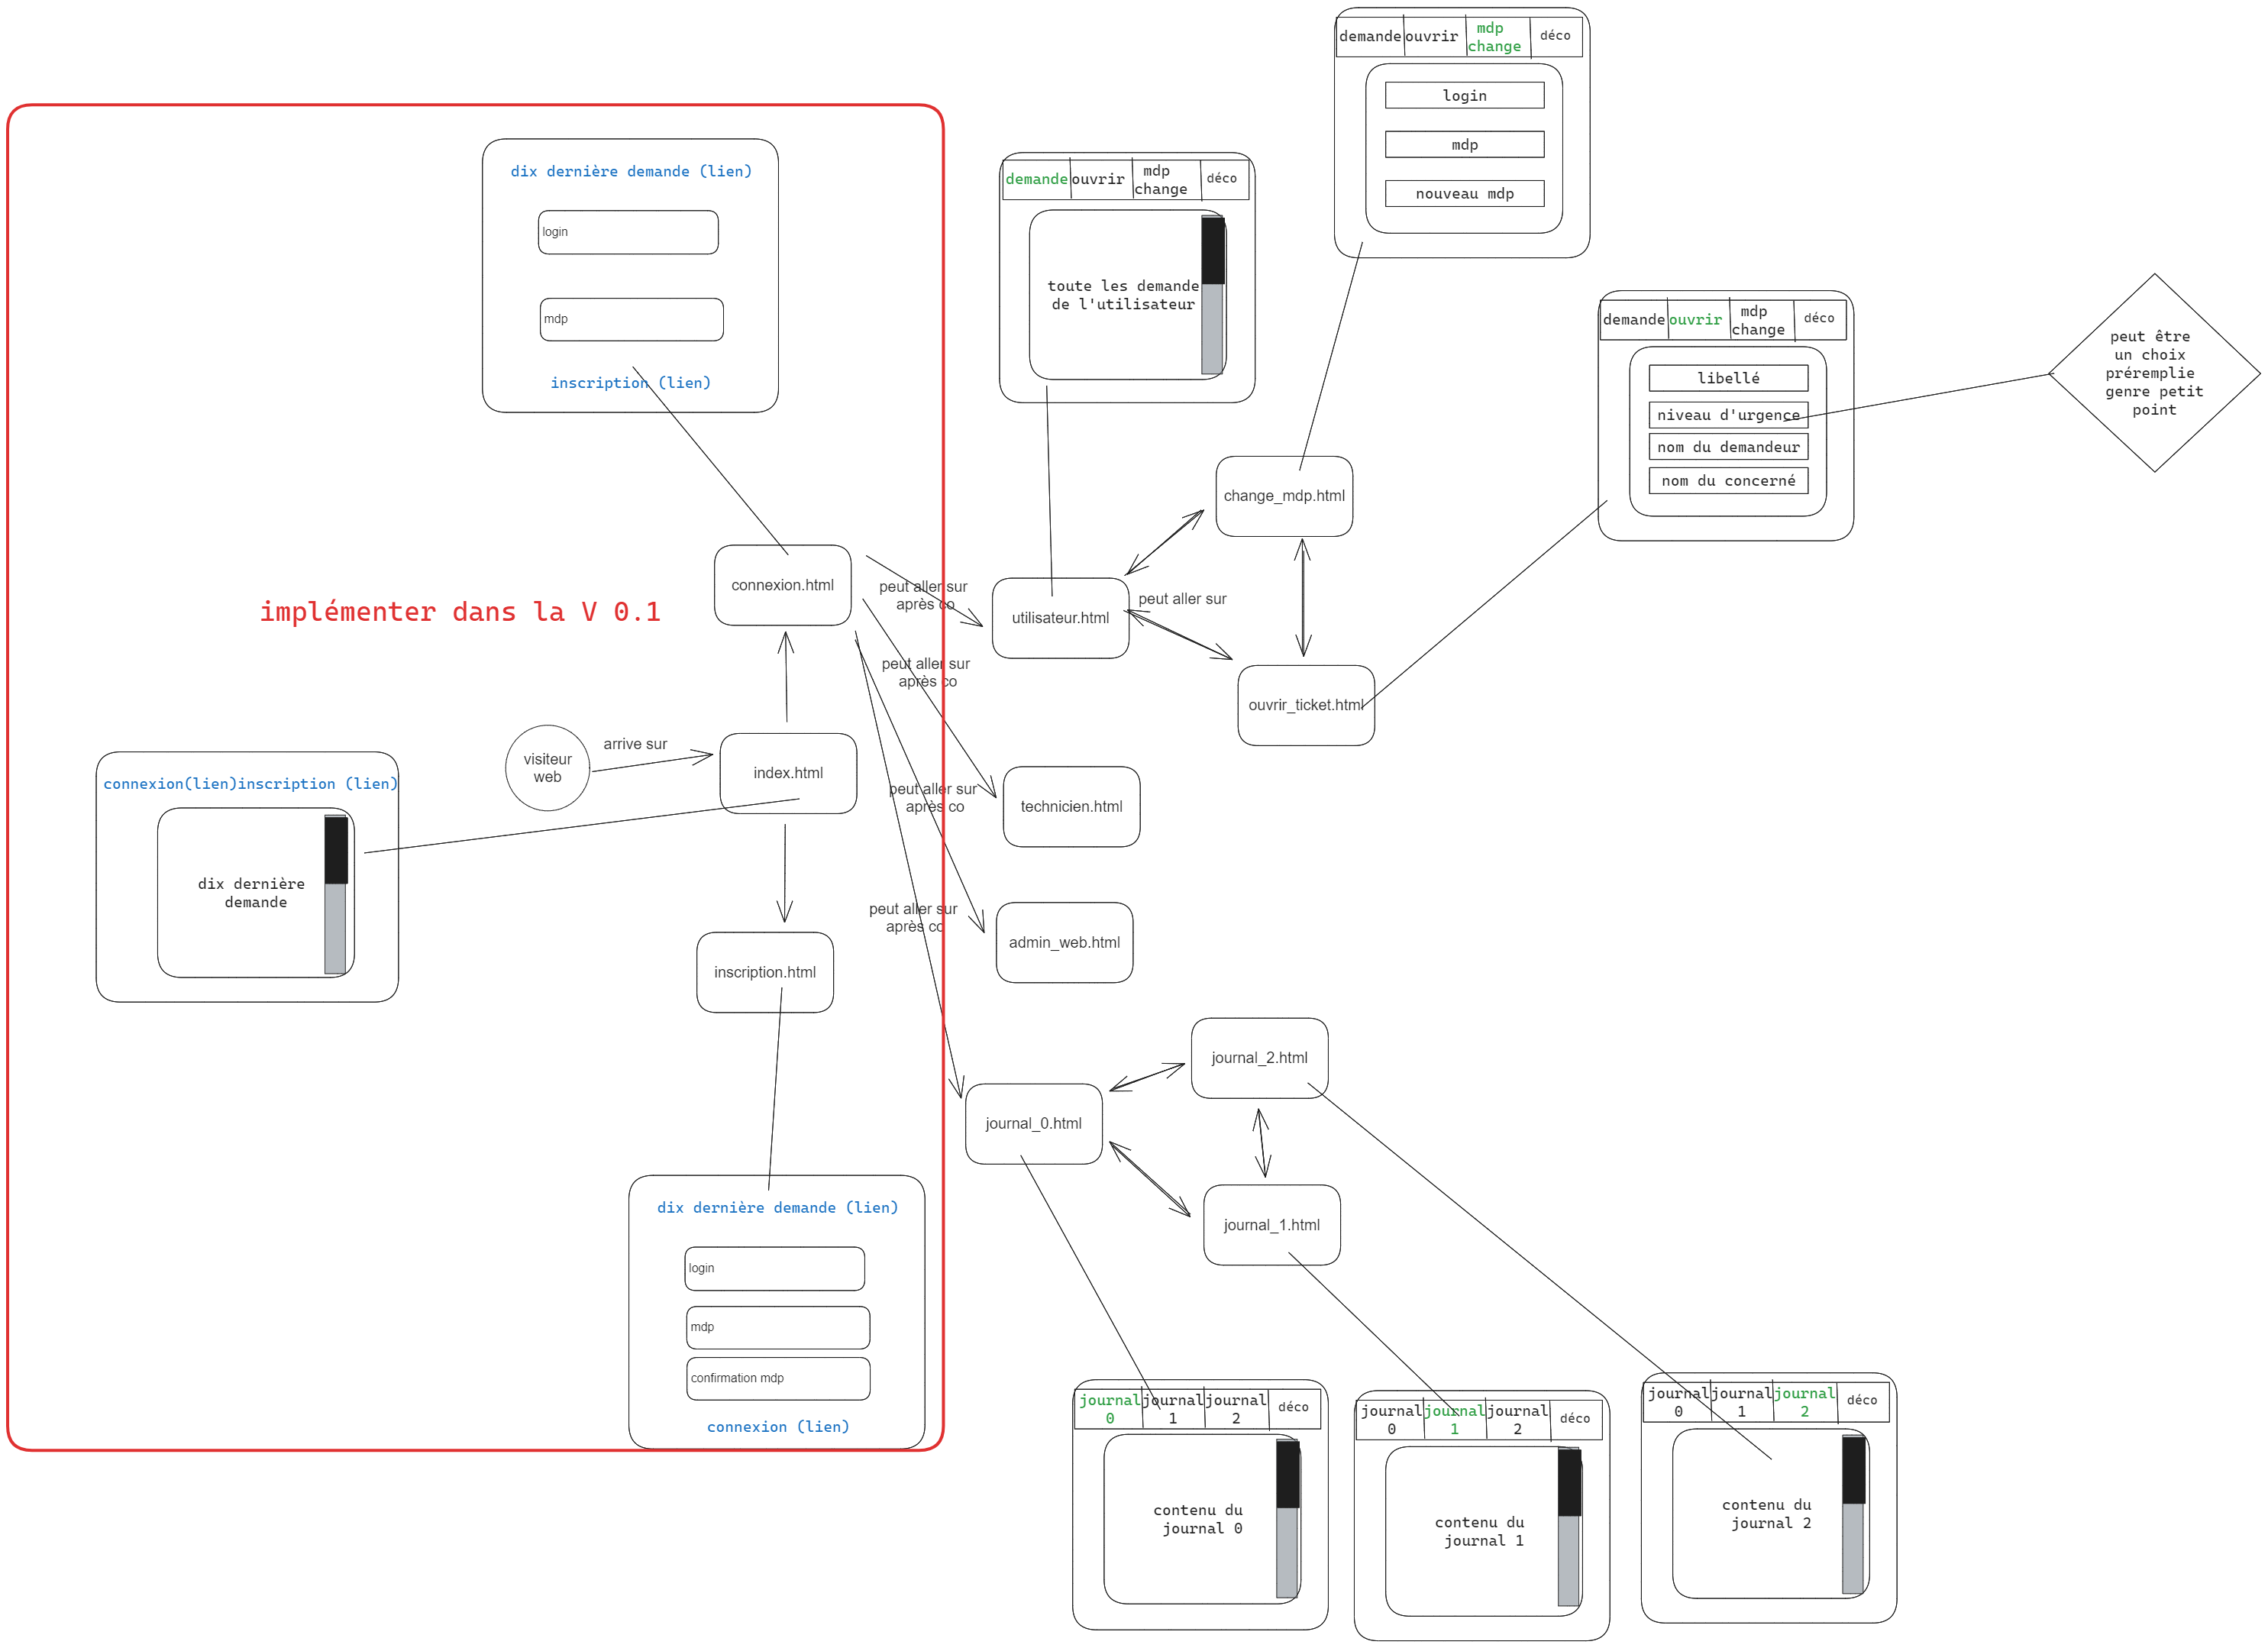 demande ouvrir mdp change déco
login
mdp
nouveau mdp
dix dernière demande (lien)
login
mdp
inscription (lien)
demande ouvrir mdp change déco
toute les demande
de l'utilisateur
demande ouvrir mdp change déco
libellé
niveau d'urgence
nom du demandeur
nom du concerné
peut être
un choix
préremplie
genre petit
point
change_mdp.html
connexion.html
peut aller sur
après co
utilisateur.html
peut aller sur
implémenter dans la V 0.1
peut aller sur
après co
ouvrir_ticket.html
visiteur
web
arrive sur
index.html
peut aller sur
après co
technicien.html
connexion(lien)inscription (lien)
dix dernière
demande
peut aller sur
après co
admin_web.html
inscription.html
journal_2.html
journal_0.html
journal_1.html
dix dernière demande (lien)
login
mdp
confirmation mdp
connexion (lien)
journal 0 journal 1 journal 2 déco
contenu du
journal 0
journal 0 journal 1 journal 2 déco
contenu du
journal 1
journal 0 journal 1 journal 2 déco
contenu du
journal 2